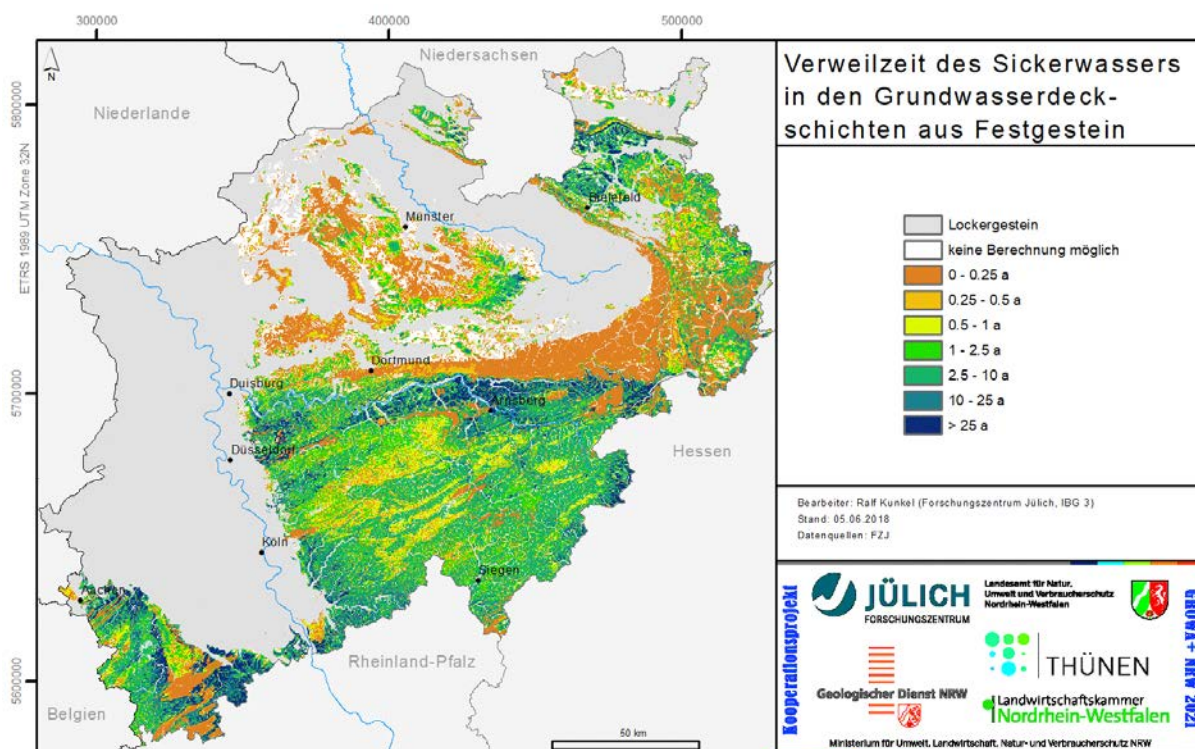 300000
400000
500000
N
Niedersachsen
Niederlande
5800000
ETRS 1989 UTM Zone 32N
Bielefeld
Münster
Dortmund
Duisburg
5700000
Arnsberg
Düsseldorf
Hessen
Köln
Siegen
Aachen
Rheinland-Pfalz
5600000
Belgien
50 km
Verweilzeit des Sickerwassers
in den Grundwasserdeck-
schichten aus Festgestein
Lockergestein
keine Berechnung möglich
0 - 0.25 a
0.25 - 0.5 a
0.5 - 1 a
1 - 2.5 a
2.5 - 10 a
10 - 25 a
> 25 a
Bearbeiter: Ralf Kunkel (Forschungszentrum Jülich, IBG 3)
Stand: 05.06.2018
Datenquellen: FZJ
Kooperationsprojekt
JÜLICH
FORSCHUNGSZENTRUM
Landesamt für Natur,
Umwelt und Verbraucherschutz
Nordrhein-Westfalen
Geologischer Dienst NRW
THÜNEN
Landwirtschaftskammer
Nordrhein-Westfalen
GROWA+ NRW 2021
Ministerium für Umwelt, Landwirtschaft, Natur- und Verbraucherschutz NRW